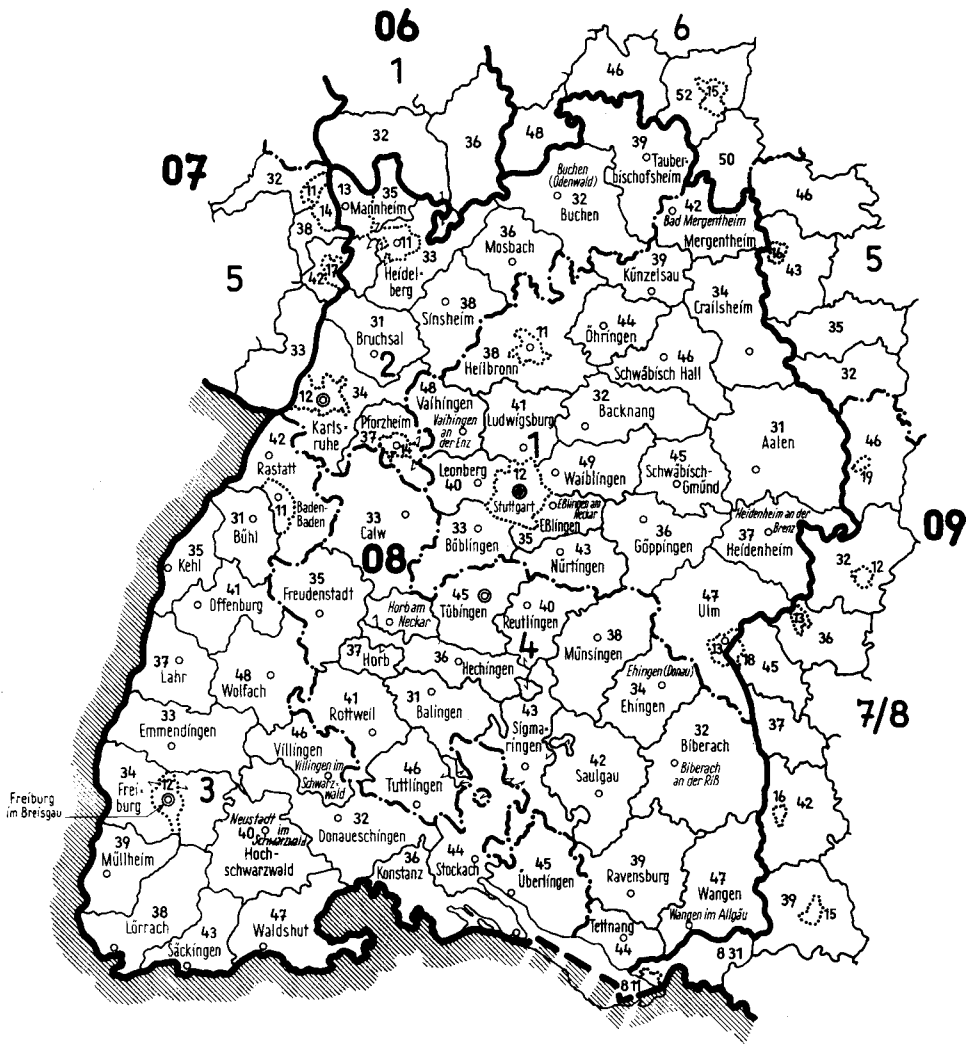 06
6
1
46
52
15
32
36
48
39
Tauber-
bischofsheim
50
07
32
11
13
Mannheim
14
35
Buchen
(Odenwald)
32
Buchen
42
Bad Mergentheim
Mergentheim
46
38
11
33
36
Mosbach
5
42
17
Heidel-
berg
39
Künzelsau
16
43
5
34
Crailsheim
38
Sinsheim
33
31
Bruchsal
2
11
38
Heilbronn
44
Öhringen
46
Schwäbisch Hall
35
32
12
34
Karls-
ruhe
Pforzheim
37
48
Vaihingen
Vaihingen
an
der Enz
41
Ludwigsburg
32
Backnang
31
Aalen
46
19
42
Rastatt
Leonberg
40
1
12
Stuttgart
49
Waiblingen
45
Schwäbisch-
Gmünd
11
Baden-
Baden
31
Bühl
33
Calw
33
Böblingen
35
Eßlingen am
Neckar
Eßlingen
36
Göppingen
Heidenheim an der
Brenz
37
Heidenheim
09
35
Kehl
08
43
Nürtingen
32
12
41
Offenburg
35
Freudenstadt
Horb am
Neckar
45
Tübingen
40
Reutlingen
47
Ulm
13
36
37
Lahr
48
Wolfach
37
Horb
36
Hechingen
4
38
Münsingen
13
18
45
Ehingen (Donau)
34
Ehingen
7/8
33
Emmendingen
41
Rottweil
31
Balingen
43
Sigma-
ringen
32
Biberach
Biberach
an der Riß
37
46
Villingen
Villingen im
Schwarz-
wald
46
Tuttlingen
42
Saulgau
34
Frei-
burg
12
3
Freiburg
im Breisgau
16
42
Neustadt
im
Schwarzwald
40
Hoch-
schwarzwald
32
Donaueschingen
39
Müllheim
36
Konstanz
44
Stockach
45
Überlingen
39
Ravensburg
47
Wangen
Wangen im Allgäu
39
15
38
Lörrach
43
Säckingen
47
Waldshut
Tettnang
44
8 31
8 11